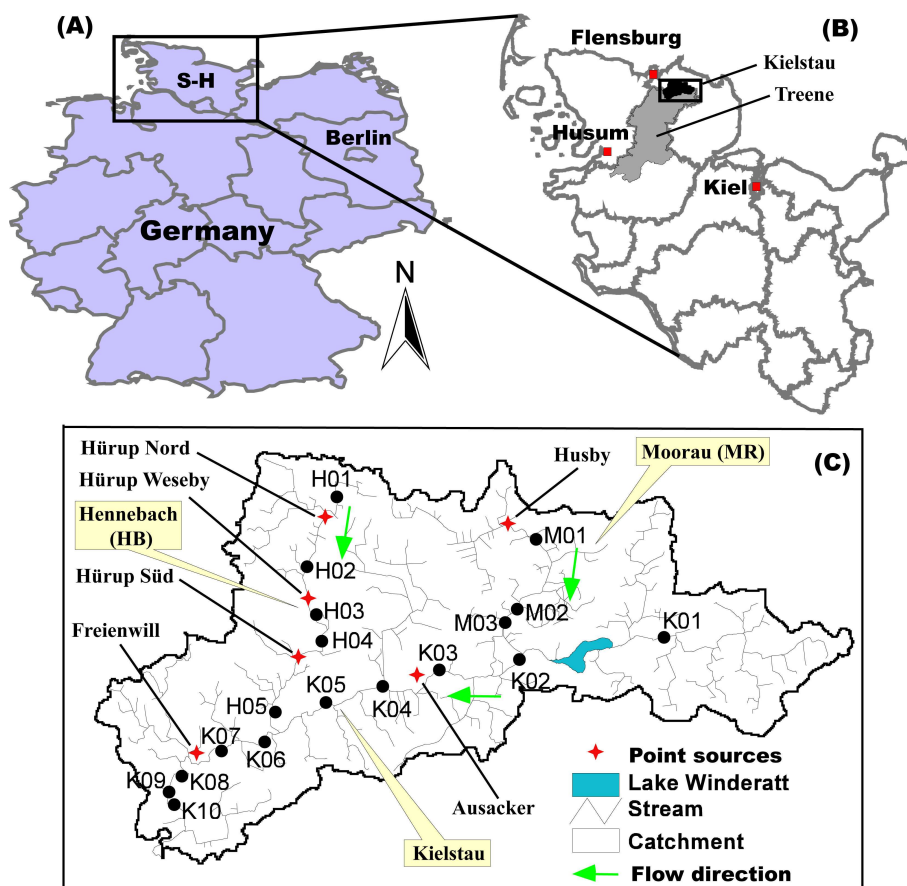 (A)
S-H
Berlin
Germany
N
(B)
Flensburg
Kielstau
Treene
Husum
Kiel
(C)
Hürup Nord
Hürup Weseby
Hennebach
(HB)
Hürup Süd
Freienwill
Husby
Moorau (MR)
H01
H02
H03
H04
H05
M01
M02
M03
K01
K02
K03
K04
K05
K06
K07
K08
K09
K10
Ausacker
Kielstau
Point sources
Lake Winderatt
Stream
Catchment
Flow direction